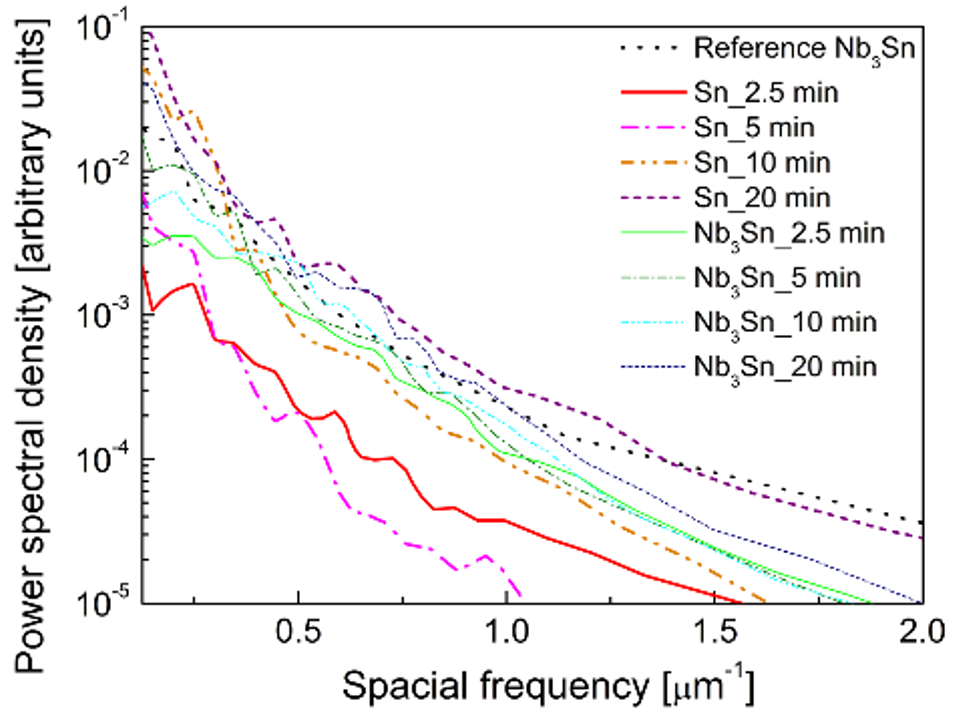 Power spectral density [arbitrary units]
10⁻¹
10⁻²
10⁻³
10⁻⁴
10⁻⁵
Reference Nb₃Sn
Sn_2.5 min
Sn_5 min
Sn_10 min
Sn_20 min
Nb₃Sn_2.5 min
Nb₃Sn_5 min
Nb₃Sn_10 min
Nb₃Sn_20 min
0.5 1.0 1.5 2.0
Spacial frequency [μm⁻¹]